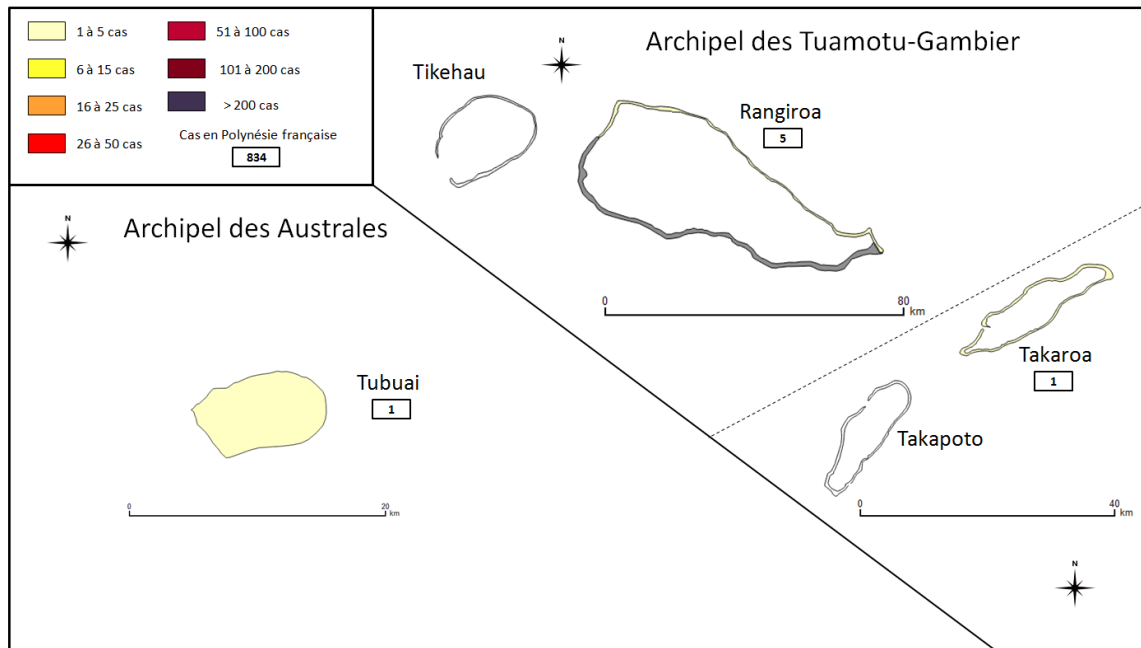 1 à 5 cas
6 à 15 cas
16 à 25 cas
26 à 50 cas
51 à 100 cas
101 à 200 cas
> 200 cas
Cas en Polynésie française
834
Archipel des Tuamotu-Gambier
N
Tikehau
Rangiroa
5
0 80
km
Takaroa
1
Takapoto
0 40
km
N
N
Archipel des Australes
Tubuai
1
0 20
km